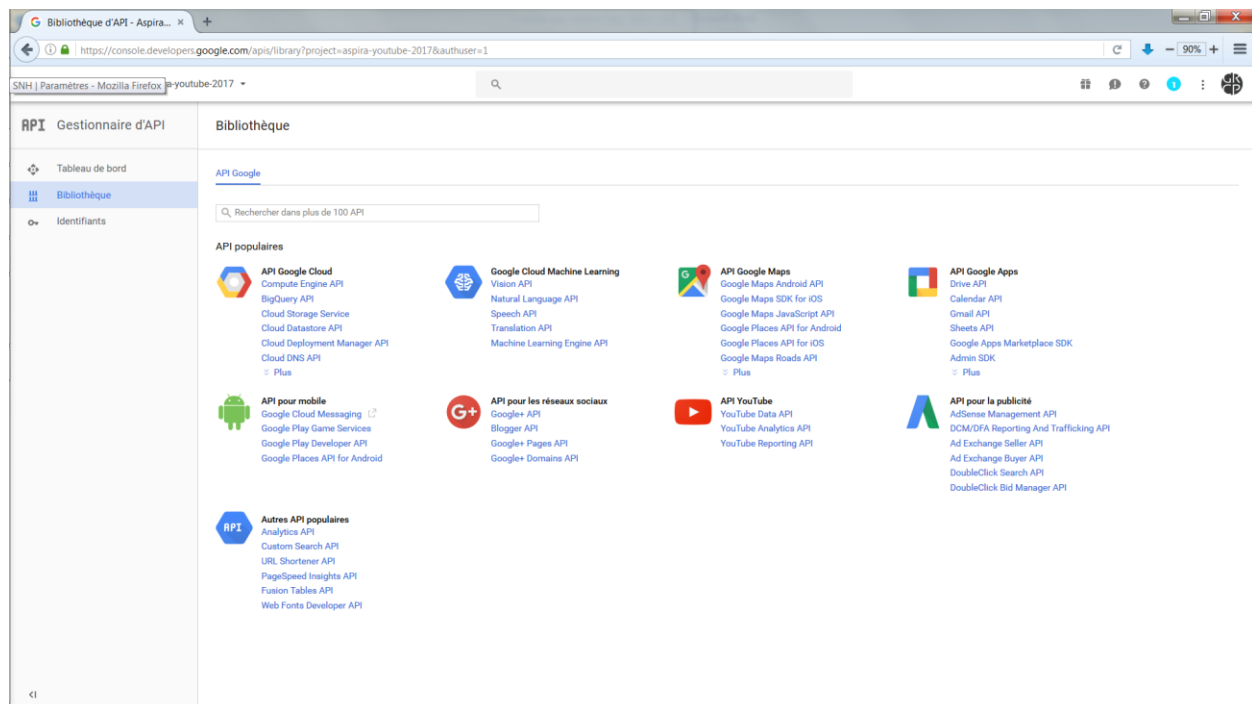 Bibliothèque d'API - Aspira... × +
https://console.developers.google.com/apis/library?project=aspira-youtube-2017&authuser=1
90%
SNH | Paramètres - Mozilla Firefox
a-youtube-2017
1
API Gestionnaire d'API
Bibliothèque
Tableau de bord
Bibliothèque
Identifiants
API Google
Rechercher dans plus de 100 API
API populaires
API Google Cloud
Compute Engine API
BigQuery API
Cloud Storage Service
Cloud Datastore API
Cloud Deployment Manager API
Cloud DNS API
Plus
Google Cloud Machine Learning
Vision API
Natural Language API
Speech API
Translation API
Machine Learning Engine API
API Google Maps
Google Maps Android API
Google Maps SDK for iOS
Google Maps JavaScript API
Google Places API for Android
Google Places API for iOS
Google Maps Roads API
Plus
API Google Apps
Drive API
Calendar API
Gmail API
Sheets API
Google Apps Marketplace SDK
Admin SDK
Plus
API pour mobile
Google Cloud Messaging
Google Play Game Services
Google Play Developer API
Google Places API for Android
API pour les réseaux sociaux
Google+ API
Blogger API
Google+ Pages API
Google+ Domains API
API YouTube
YouTube Data API
YouTube Analytics API
YouTube Reporting API
API pour la publicité
AdSense Management API
DCM/DFA Reporting And Trafficking API
Ad Exchange Seller API
Ad Exchange Buyer API
DoubleClick Search API
DoubleClick Bid Manager API
API
Autres API populaires
Analytics API
Custom Search API
URL Shortener API
PageSpeed Insights API
Fusion Tables API
Web Fonts Developer API